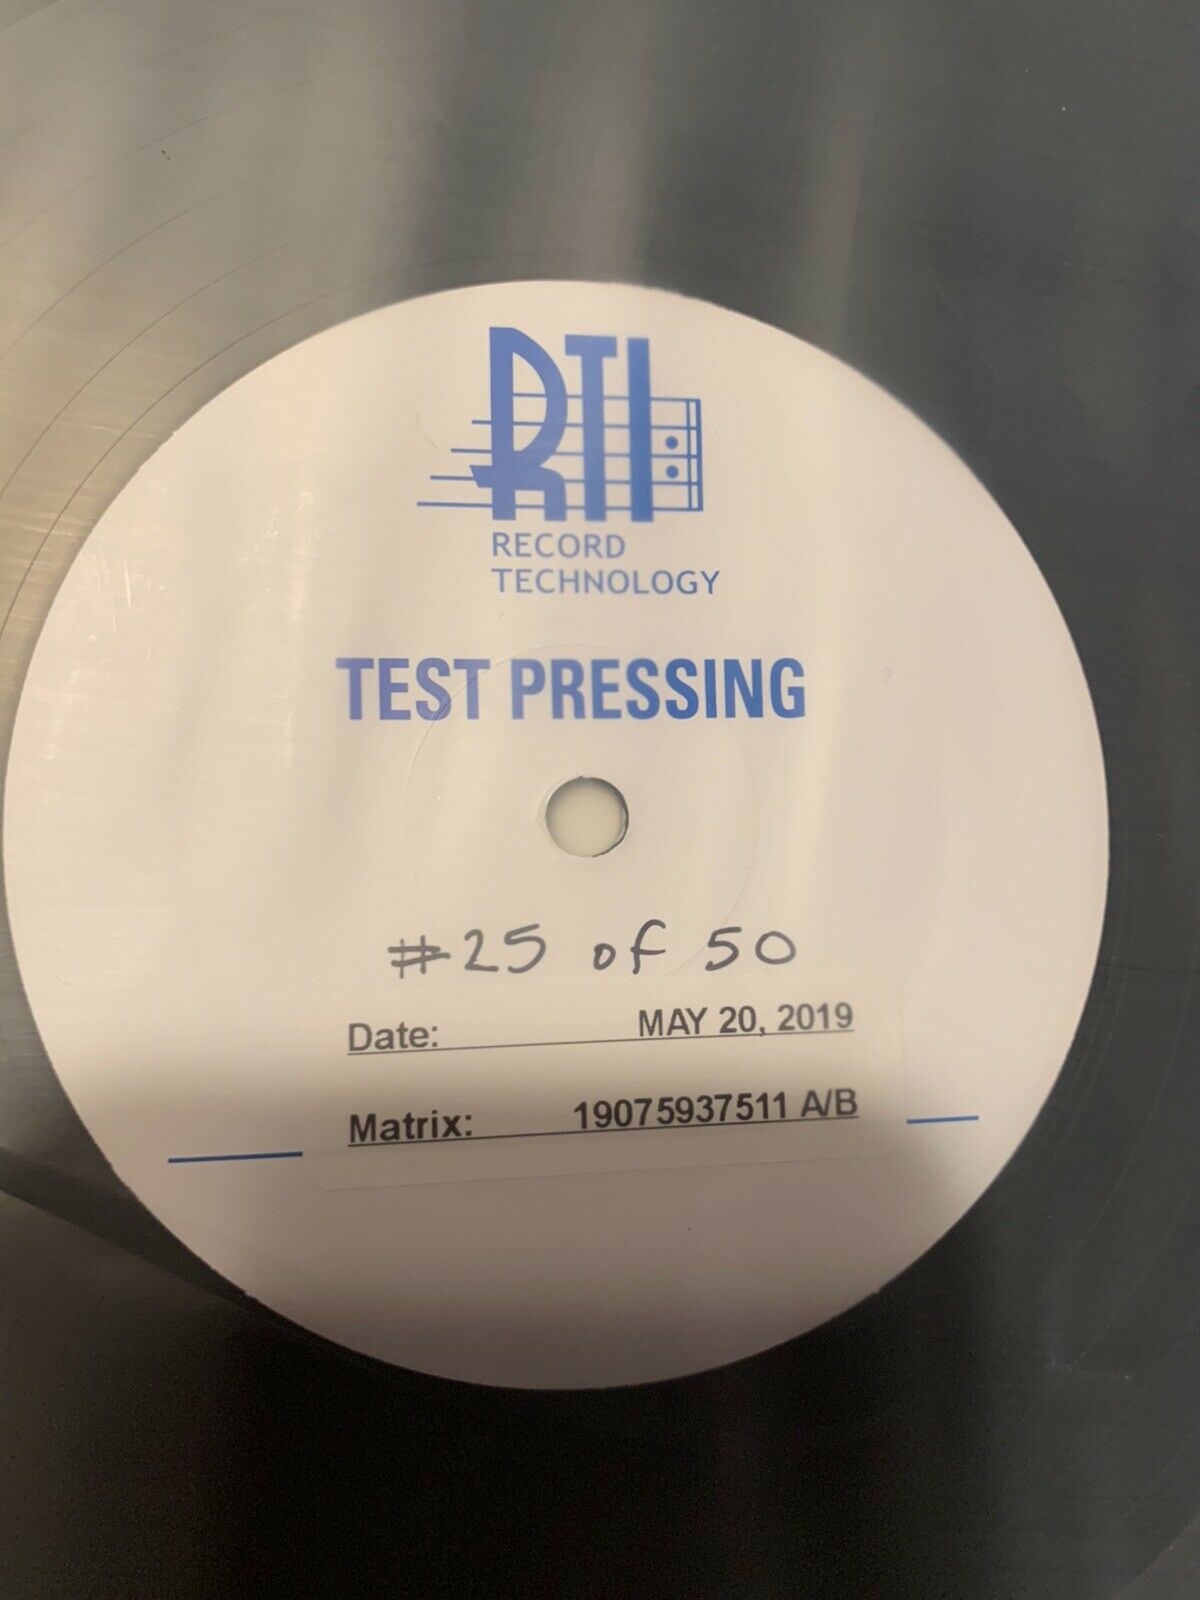 RTI
RECORD
TECHNOLOGY
TEST PRESSING
#25 of 50
Date: MAY 20, 2019
Matrix: 19075937511 A/B